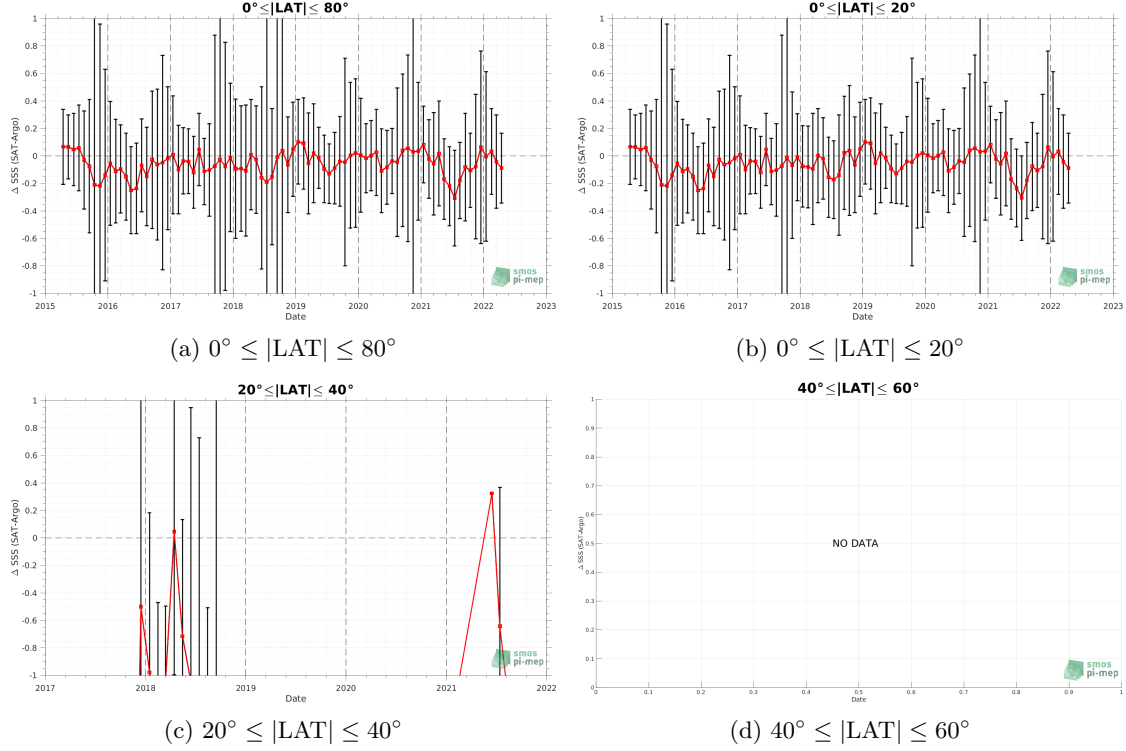 0°≤|LAT|≤ 80°
Δ SSS (SAT-Argo)
1
0.8
0.6
0.4
0.2
0
-0.2
-0.4
-0.6
-0.8
-1
2015 2016 2017 2018 2019 2020 2021 2022 2023
Date
smos
pi-mep
(a) 0° ≤ |LAT| ≤ 80°
0°≤|LAT|≤ 20°
Δ SSS (SAT-Argo)
1
0.8
0.6
0.4
0.2
0
-0.2
-0.4
-0.6
-0.8
-1
2015 2016 2017 2018 2019 2020 2021 2022 2023
Date
smos
pi-mep
(b) 0° ≤ |LAT| ≤ 20°
20°≤|LAT|≤ 40°
Δ SSS (SAT-Argo)
1
0.8
0.6
0.4
0.2
0
-0.2
-0.4
-0.6
-0.8
-1
2017 2018 2019 2020 2021 2022
Date
smos
pi-mep
(c) 20° ≤ |LAT| ≤ 40°
40°≤|LAT|≤ 60°
Δ SSS (SAT-Argo)
1
0.9
0.8
0.7
0.6
0.5
0.4
0.3
0.2
0.1
0
NO DATA
0 0.1 0.2 0.3 0.4 0.5 0.6 0.7 0.8 0.9 1
Date
smos
pi-mep
(d) 40° ≤ |LAT| ≤ 60°